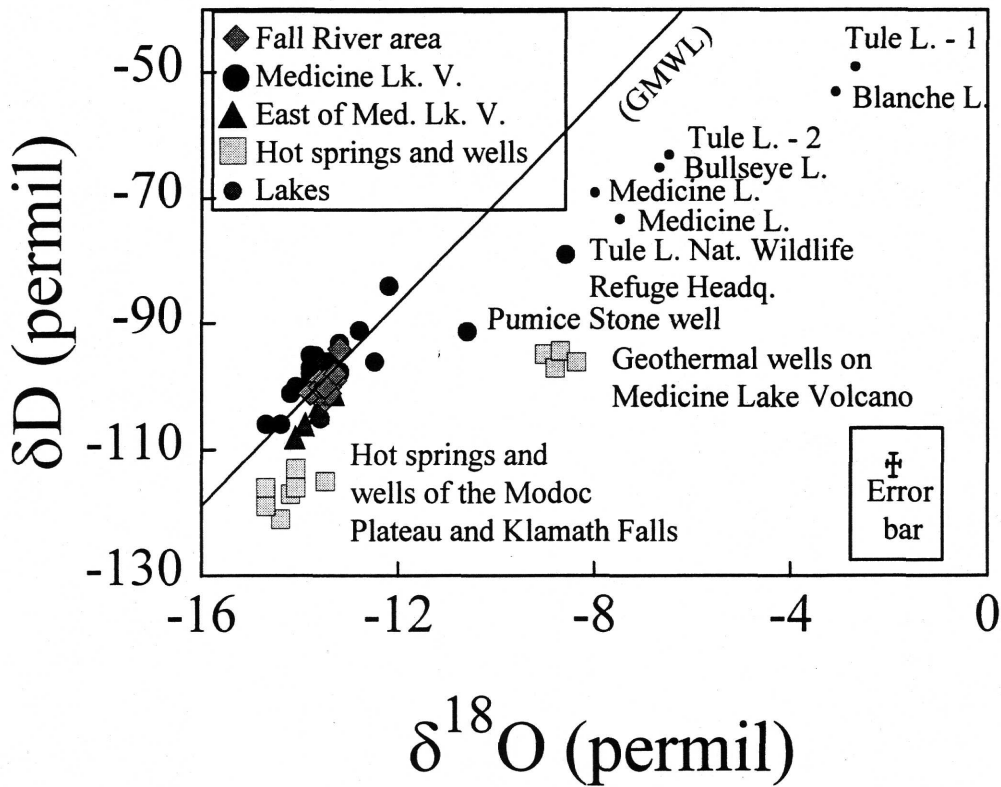 Fall River area
Medicine Lk. V.
East of Med. Lk. V.
Hot springs and wells
Lakes
(GMWL)
Tule L. - 1
Blanche L.
Tule L. - 2
Bullseye L.
Medicine L.
Medicine L.
Tule L. Nat. Wildlife
Refuge Headq.
Pumice Stone well
Geothermal wells on
Medicine Lake Volcano
Hot springs and
wells of the Modoc
Plateau and Klamath Falls
Error
bar
δD (permil)
-50
-70
-90
-110
-130
-16
-12
-8
-4
0
δ¹⁸O (permil)